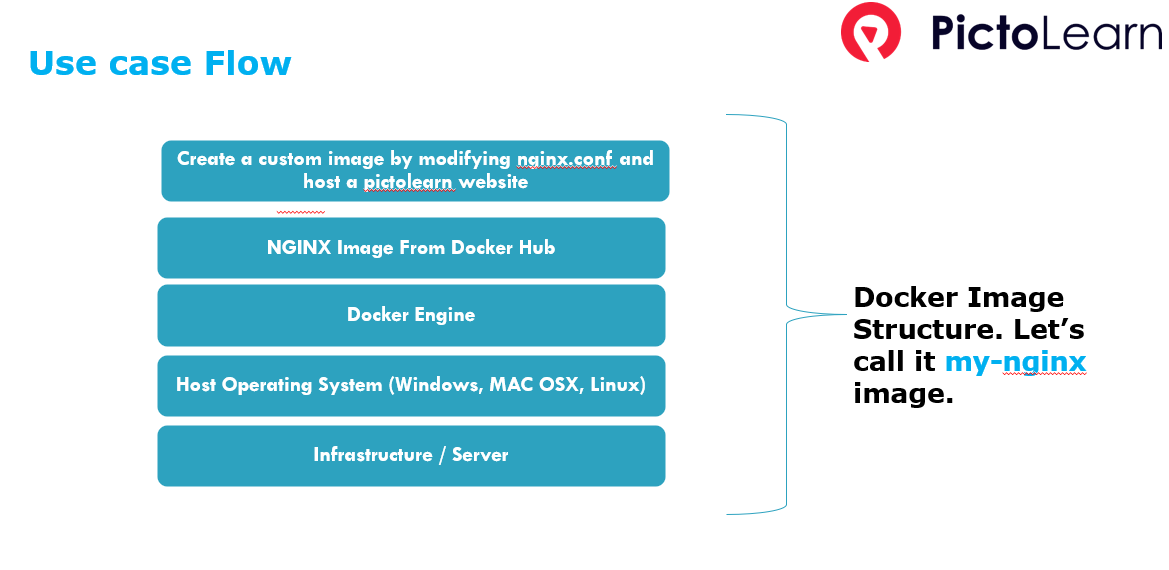 PictoLearn
Use case Flow
Create a custom image by modifying nginx.conf and
host a pictolearn website
NGINX Image From Docker Hub
Docker Engine
Host Operating System (Windows, MAC OSX, Linux)
Infrastructure / Server
Docker Image
Structure. Let’s
call it my-nginx
image.